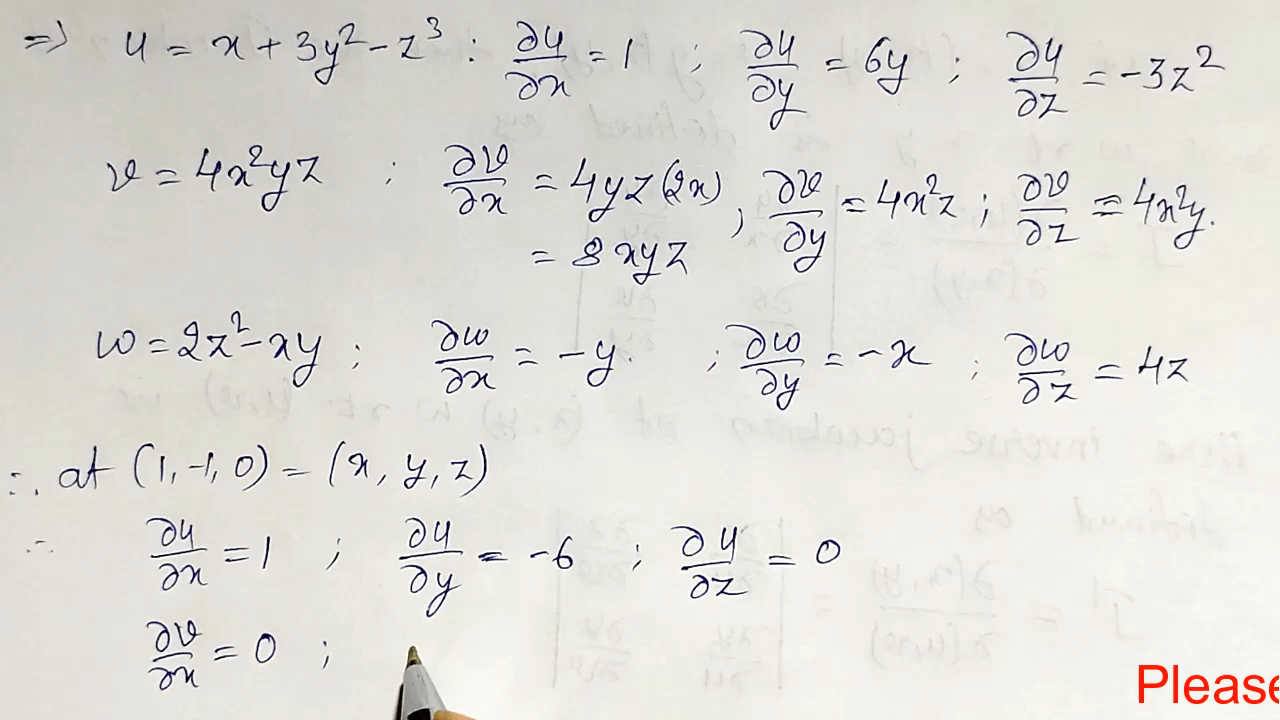 => u = x + 3y² - z³ : ∂u/∂x = 1 ; ∂u/∂y = 6y ; ∂u/∂z = -3z²
v = 4x²yz ; ∂v/∂x = 4yz(2x) , ∂v/∂y = 4x²z ; ∂v/∂z = 4x²y.
= 8xyz
w = 2z² - xy ; ∂w/∂x = -y. ; ∂w/∂y = -x ; ∂w/∂z = 4z
∴ at (1, -1, 0) = (x, y, z)
∴ ∂u/∂x = 1 ; ∂u/∂y = -6 ; ∂u/∂z = 0
∂v/∂x = 0 ;
Please